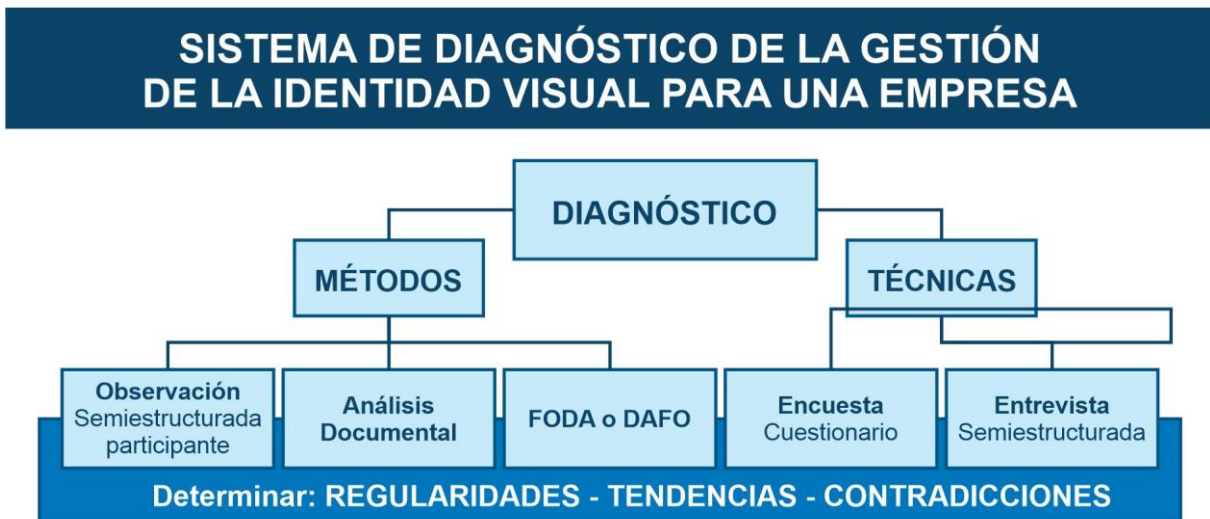 SISTEMA DE DIAGNÓSTICO DE LA GESTIÓN
DE LA IDENTIDAD VISUAL PARA UNA EMPRESA
DIAGNÓSTICO
MÉTODOS
TÉCNICAS
Observación
Semiestructurada
participante
Análisis
Documental
FODA o DAFO
Encuesta
Cuestionario
Entrevista
Semiestructurada
Determinar: REGULARIDADES - TENDENCIAS - CONTRADICCIONES